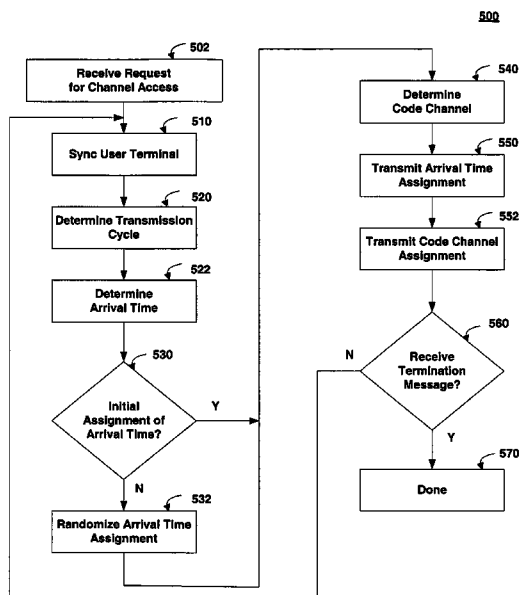 500
502
Receive Request
for Channel Access
510
Sync User Terminal
520
Determine Transmission
Cycle
522
Determine
Arrival Time
530
Initial
Assignment of
Arrival Time?
Y
N
532
Randomize Arrival Time
Assignment
540
Determine
Code Channel
550
Transmit Arrival Time
Assignment
552
Transmit Code Channel
Assignment
560
Receive
Termination
Message?
N
Y
570
Done